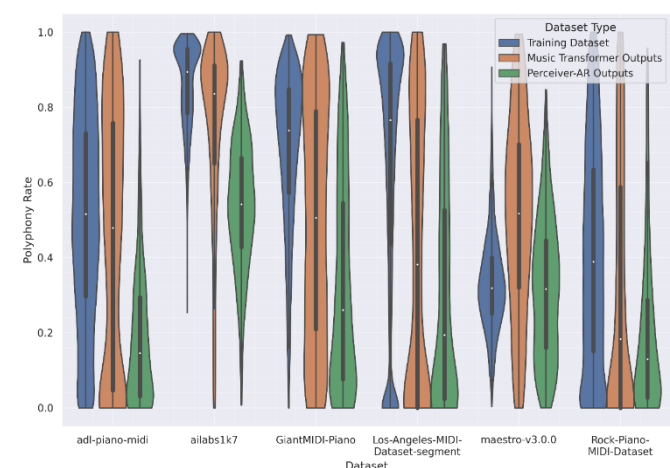 Dataset Type
Training Dataset
Music Transformer Outputs
Perceiver-AR Outputs
1.0
0.8
0.6
0.4
0.2
0.0
Polyphony Rate
adl-piano-midi
ailabs1k7
GiantMIDI-Piano
Los-Angeles-MIDI-
Dataset-segment
maestro-v3.0.0
Rock-Piano-
MIDI-Dataset
Dataset